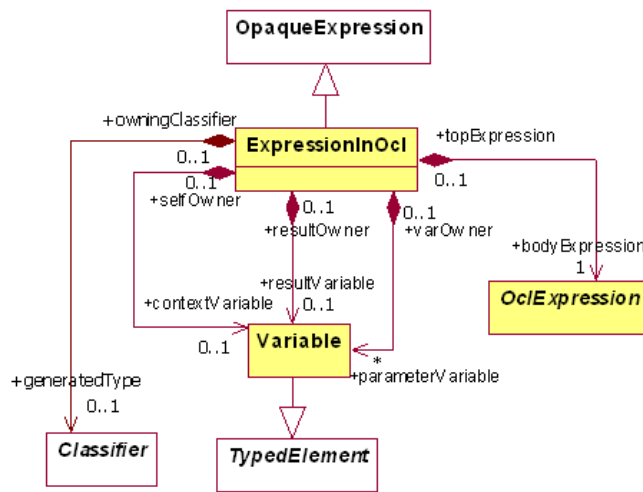 OpaqueExpression
+owningClassifier
+topExpression
ExpressionInOcl
0..1
0..1
0..1
+selfOwner
0..1
0..1
+resultOwner
+varOwner
+bodyExpression
1
+resultVariable
+contextVariable
0..1
OclExpression
Variable
0..1
*
+parameterVariable
+generatedType
0..1
Classifier
TypedElement